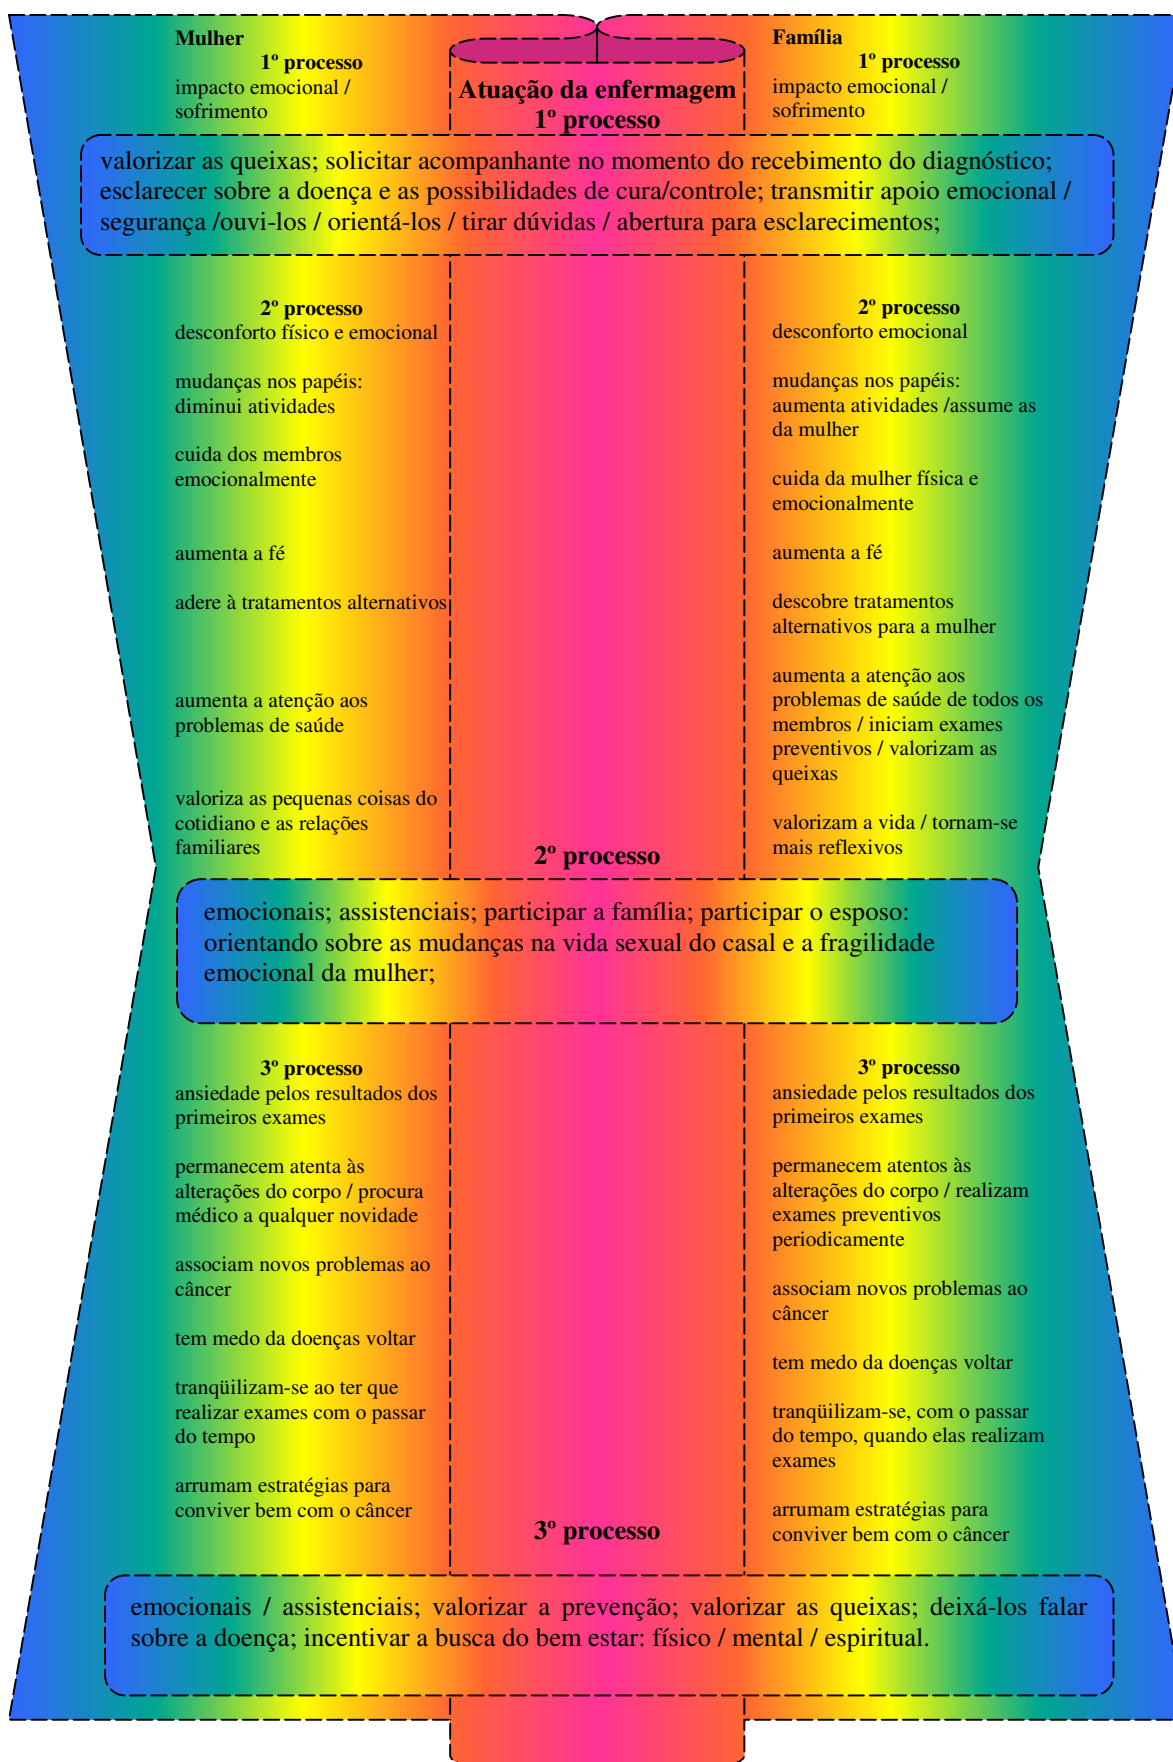 Mulher
1º processo
impacto emocional /
sofrimento
Atuação da enfermagem
1º processo
Família
1º processo
impacto emocional /
sofrimento
valorizar as queixas; solicitar acompanhante no momento do recebimento do diagnóstico;
esclarecer sobre a doença e as possibilidades de cura/controle; transmitir apoio emocional /
segurança /ouvi-los / orientá-los / tirar dúvidas / abertura para esclarecimentos;
2º processo
desconforto físico e emocional
mudanças nos papéis:
diminui atividades
cuida dos membros
emocionalmente
aumenta a fé
adere à tratamentos alternativos
aumenta a atenção aos
problemas de saúde
valoriza as pequenas coisas do
cotidiano e as relações
familiares
2º processo
desconforto emocional
mudanças nos papéis:
aumenta atividades /assume as
da mulher
cuida da mulher física e
emocionalmente
aumenta a fé
descobre tratamentos
alternativos para a mulher
aumenta a atenção aos
problemas de saúde de todos os
membros / iniciam exames
preventivos / valorizam as
queixas
valorizam a vida / tornam-se
mais reflexivos
2º processo
emocionais; assistenciais; participar a família; participar o esposo:
orientando sobre as mudanças na vida sexual do casal e a fragilidade
emocional da mulher;
3º processo
ansiedade pelos resultados dos
primeiros exames
permanecem atenta às
alterações do corpo / procura
médico a qualquer novidade
associam novos problemas ao
câncer
tem medo da doenças voltar
tranqüilizam-se ao ter que
realizar exames com o passar
do tempo
arrumam estratégias para
conviver bem com o câncer
3º processo
ansiedade pelos resultados dos
primeiros exames
permanecem atentos às
alterações do corpo / realizam
exames preventivos
periodicamente
associam novos problemas ao
câncer
tem medo da doenças voltar
tranqüilizam-se, com o passar
do tempo, quando elas realizam
exames
arrumam estratégias para
conviver bem com o câncer
3º processo
emocionais / assistenciais; valorizar a prevenção; valorizar as queixas; deixá-los falar
sobre a doença; incentivar a busca do bem estar: físico / mental / espiritual.